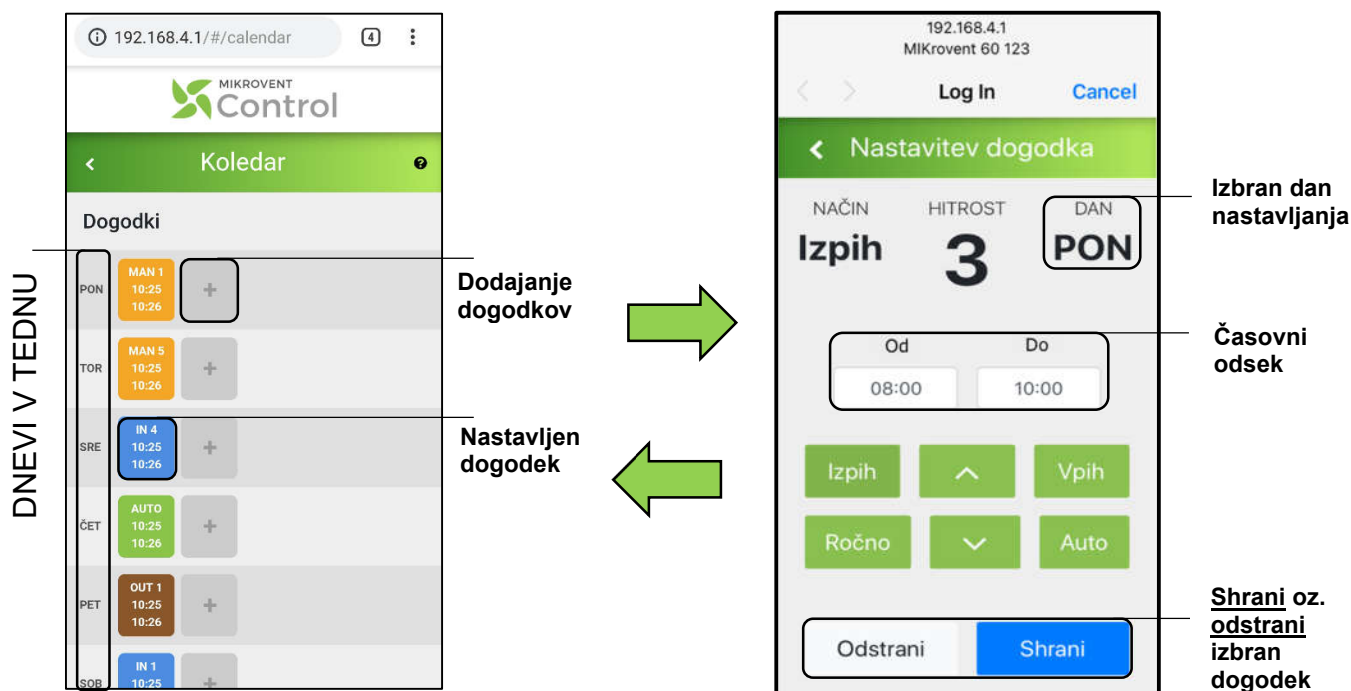 DNEVI V TEDNU
192.168.4.1/#/calendar 4
MIKROVENT
Control
Koledar
Dogodki
PON
MAN 1
10:25
10:26
+
TOR
MAN 5
10:25
10:26
+
SRE
IN 4
10:25
10:26
+
ČET
AUTO
10:25
10:26
+
PET
OUT 1
10:25
10:26
+
SOB
IN 1
10:25
+
Dodajanje
dogodkov
Nastavljen
dogodek
192.168.4.1
MIKrovent 60 123
Log In Cancel
Nastavitev dogodka
NAČIN HITROST DAN
Izpih 3 PON
Od Do
08:00 10:00
Izpih Vpih
Ročno Auto
Odstrani Shrani
Izbran dan
nastavljanja
Časovni
odsek
Shrani oz.
odstrani
izbran
dogodek